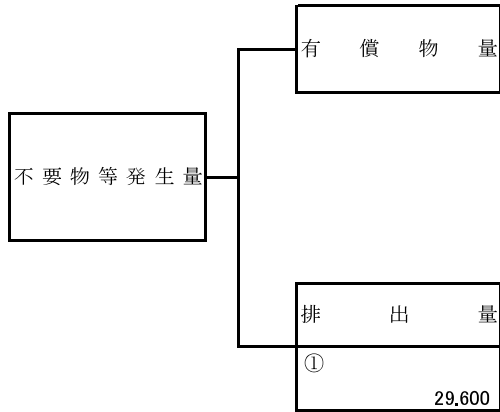 有償物量
不要物等発生量
排出量
①
29.600